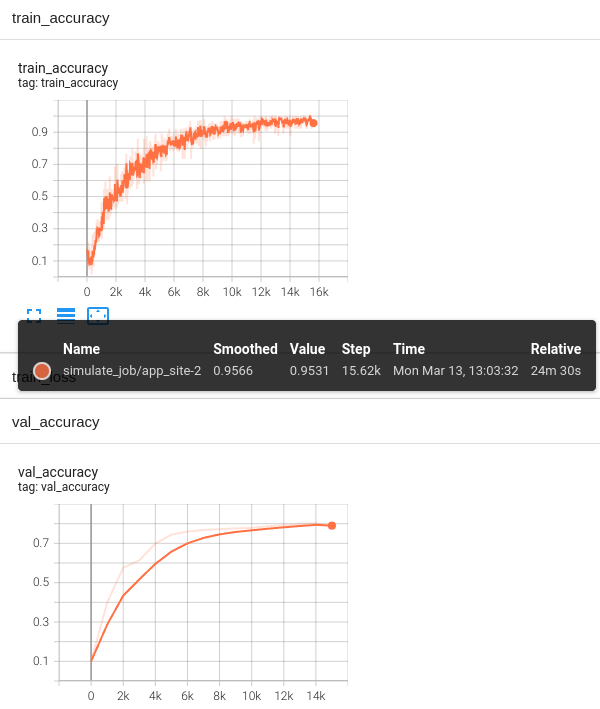 train_accuracy
train_accuracy
tag: train_accuracy
0.9
0.7
0.5
0.3
0.1
0 2k 4k 6k 8k 10k 12k 14k 16k
Name Smoothed Value Step Time Relative
simulate_job/app_site-2 0.9566 0.9531 15.62k Mon Mar 13, 13:03:32 24m 30s
train_loss
val_accuracy
val_accuracy
tag: val_accuracy
0.7
0.5
0.3
0.1
0 2k 4k 6k 8k 10k 12k 14k